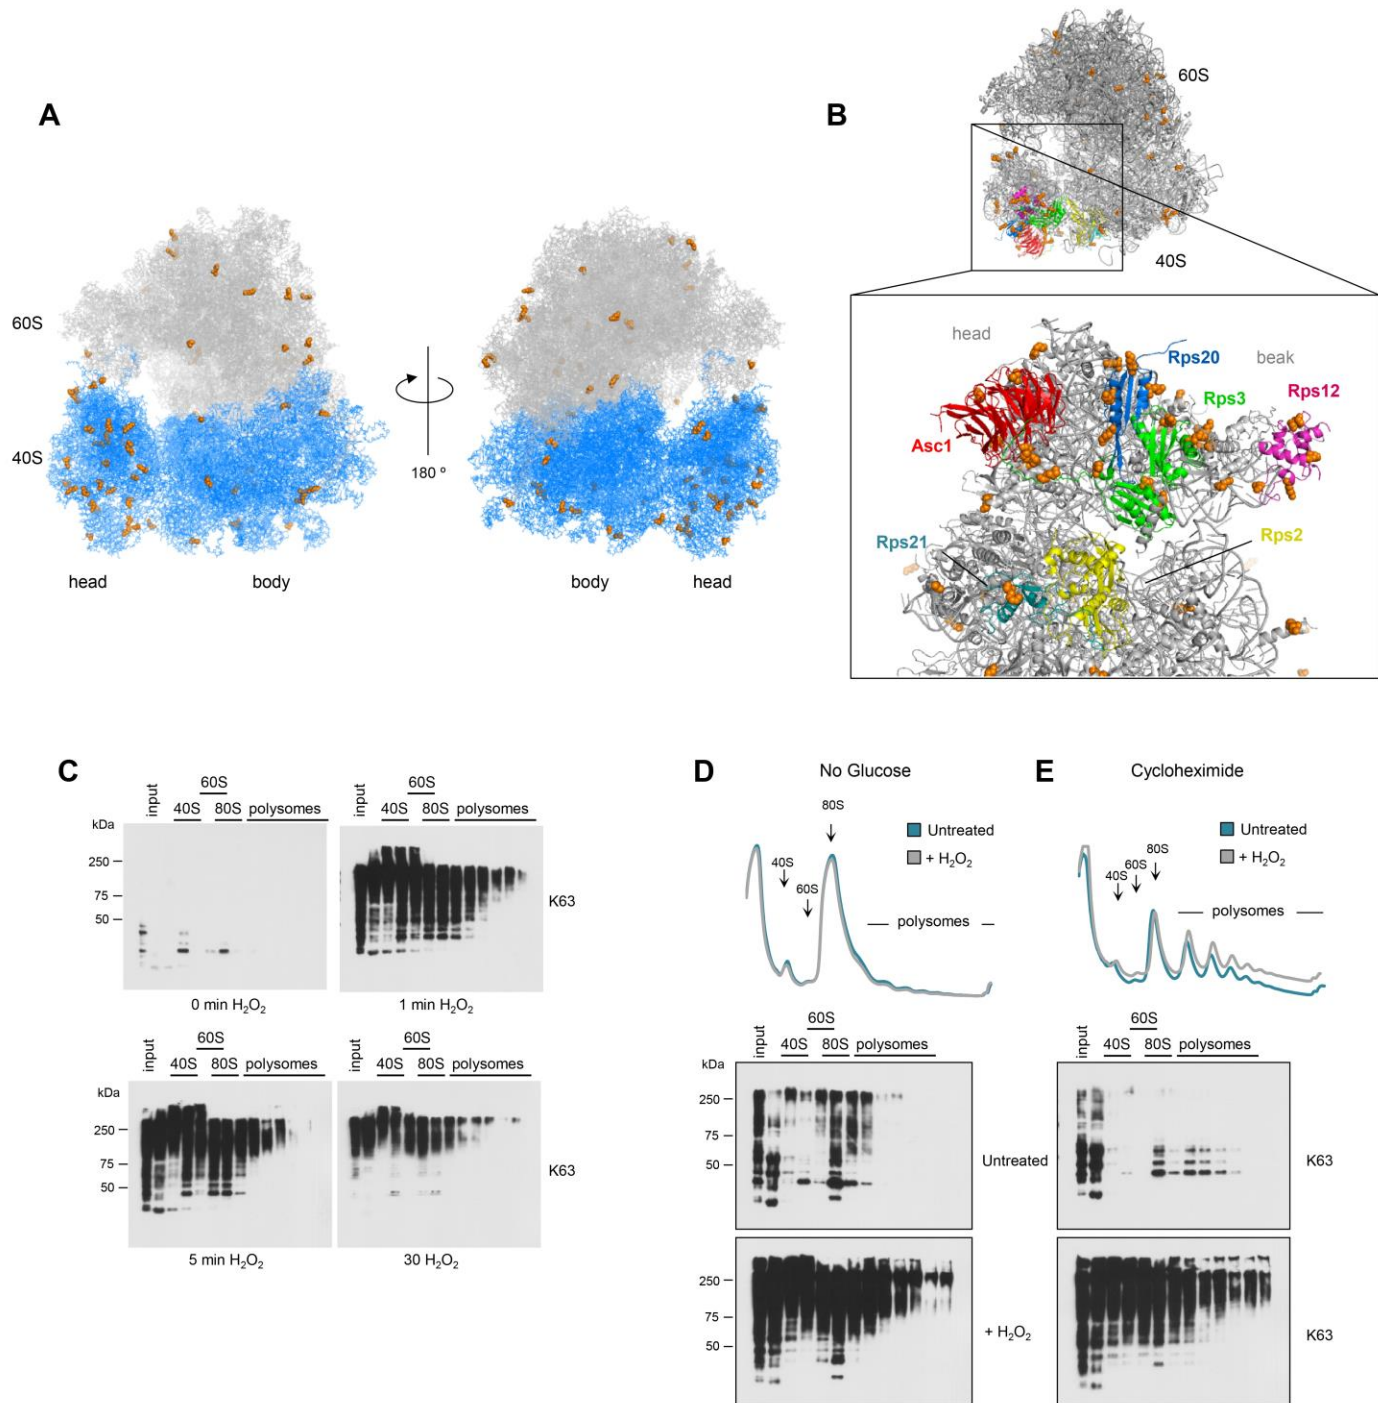 A
60S
40S
180 º
head
body
body
head
B
60S
40S
head
Rps20
beak
Rps3
Rps12
Asc1
Rps21
Rps2
C
input
60S
40S
80S
polysomes
kDa
250
75
50
0 min H₂O₂
input
60S
40S
80S
polysomes
K63
1 min H₂O₂
input
60S
40S
80S
polysomes
kDa
250
75
50
5 min H₂O₂
input
60S
40S
80S
polysomes
K63
30 H₂O₂
D
No Glucose
80S
Untreated
+ H₂O₂
40S
60S
polysomes
input
60S
40S
80S
polysomes
kDa
250
75
50
Untreated
250
75
50
+ H₂O₂
E
Cycloheximide
Untreated
+ H₂O₂
80S
60S
40S
polysomes
input
60S
40S
80S
polysomes
K63
K63